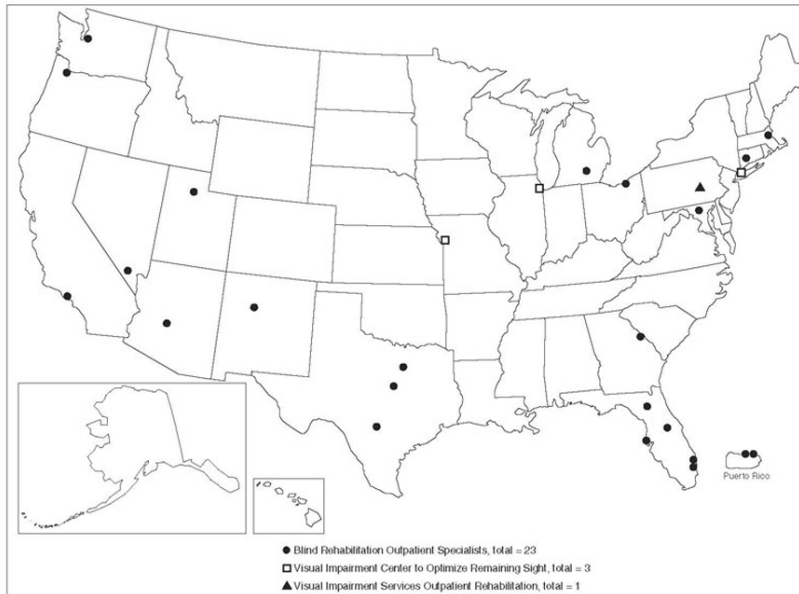 Puerto Rico
Blind Rehabilitation Outpatient Specialists, total = 23
Visual Impairment Center to Optimize Remaining Sight, total = 3
Visual Impairment Services Outpatient Rehabilitation, total = 1